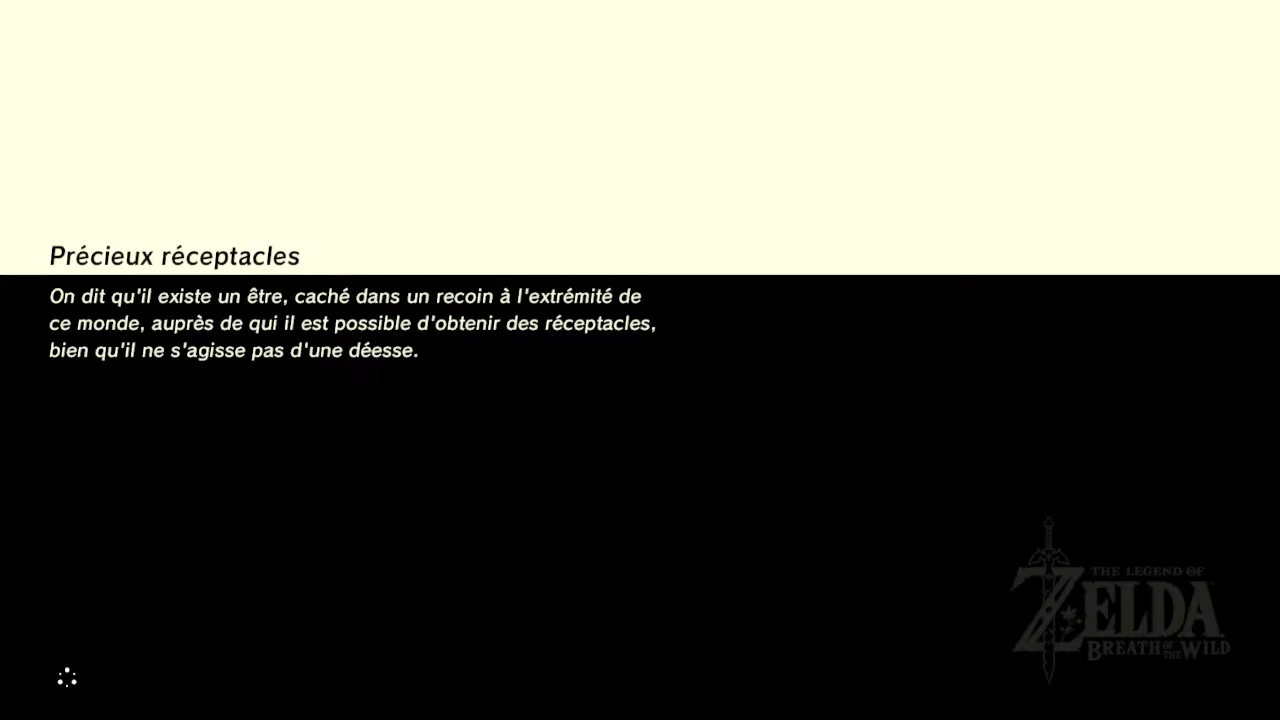 Précieux réceptacles
On dit qu'il existe un être, caché dans un recoin à l'extrémité de
ce monde, auprès de qui il est possible d'obtenir des réceptacles,
bien qu'il ne s'agisse pas d'une déesse.
THE LEGEND OF
ZELDA
BREATH OF THE WILD